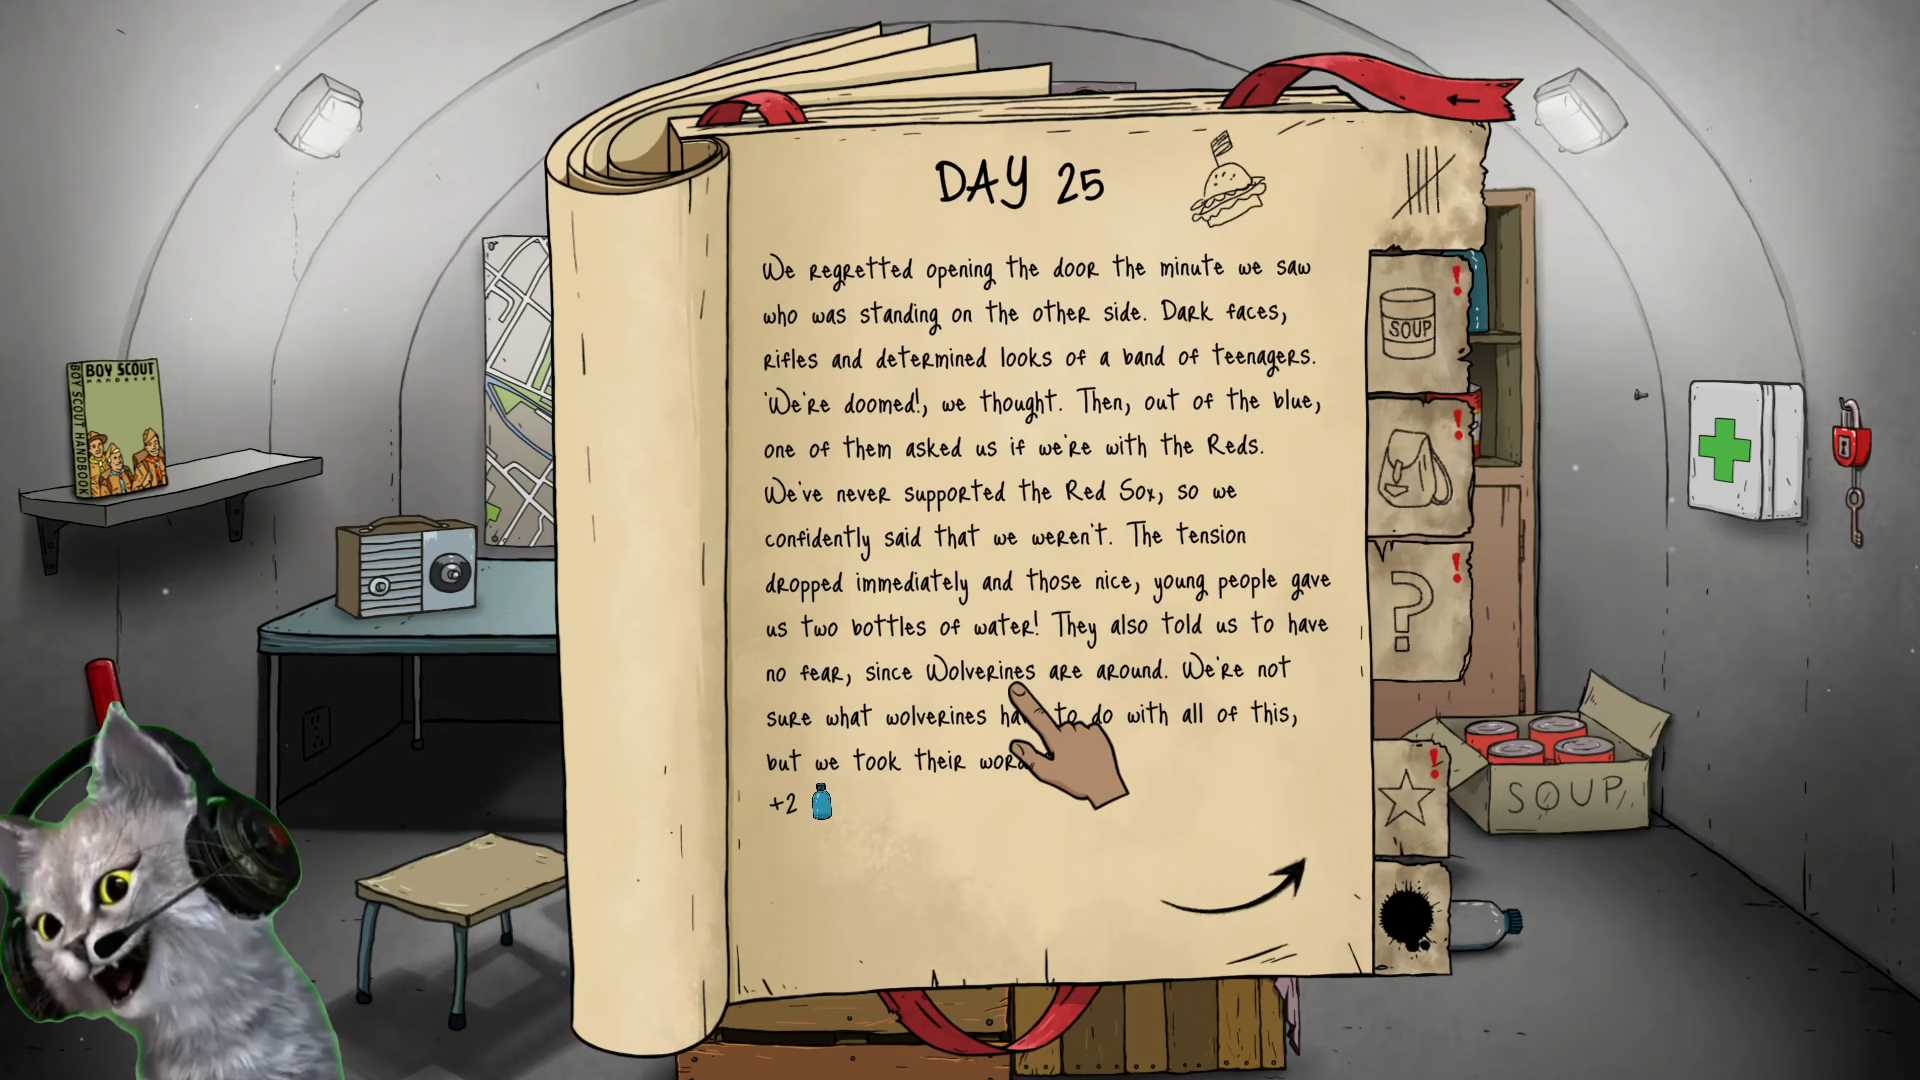 DAY 25
We regretted opening the door the minute we saw
who was standing on the other side. Dark faces,
rifles and determined looks of a band of teenagers.
'We're doomed!, we thought. Then, out of the blue,
one of them asked us if we're with the Reds.
We've never supported the Red Sox, so we
confidently said that we weren't. The tension
dropped immediately and those nice, young people gave
us two bottles of water! They also told us to have
no fear, since Wolverines are around. We're not
sure what wolverines to do with all of this,
but we took their
+2
BOY SCOUT
HANDBOOK
BOY SCOUT HANDBOOK
SOUP
?
SOUP